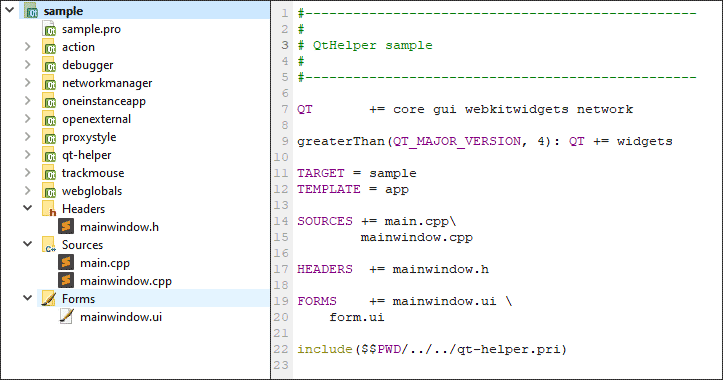 sample
sample.pro
action
debugger
networkmanager
oneinstanceapp
openexternal
proxystyle
qt-helper
trackmouse
webglobals
Headers
mainwindow.h
Sources
main.cpp
mainwindow.cpp
Forms
mainwindow.ui
1 #-------------------------------------------------
2 #
3 # QtHelper sample
4 #
5 #-------------------------------------------------
6
7 QT       += core gui webkitwidgets network
8
9 greaterThan(QT_MAJOR_VERSION, 4): QT += widgets
10
11 TARGET = sample
12 TEMPLATE = app
13
14 SOURCES += main.cpp\
15         mainwindow.cpp
16
17 HEADERS  += mainwindow.h
18
19 FORMS    += mainwindow.ui \
20     form.ui
21
22 include($$PWD/../../qt-helper.pri)
23